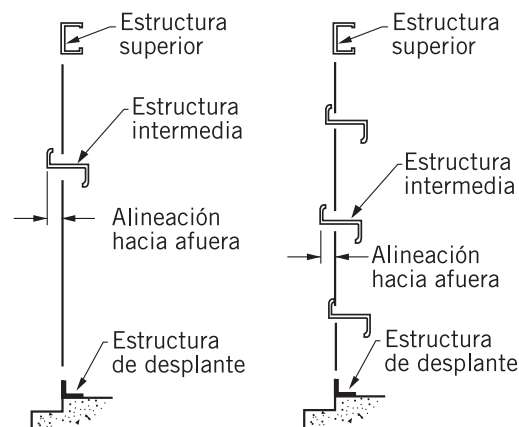 Estructura
superior
Estructura
intermedia
Alineación
hacia afuera
Estructura
de desplante
Estructura
superior
Estructura
intermedia
Alineación
hacia afuera
Estructura
de desplante